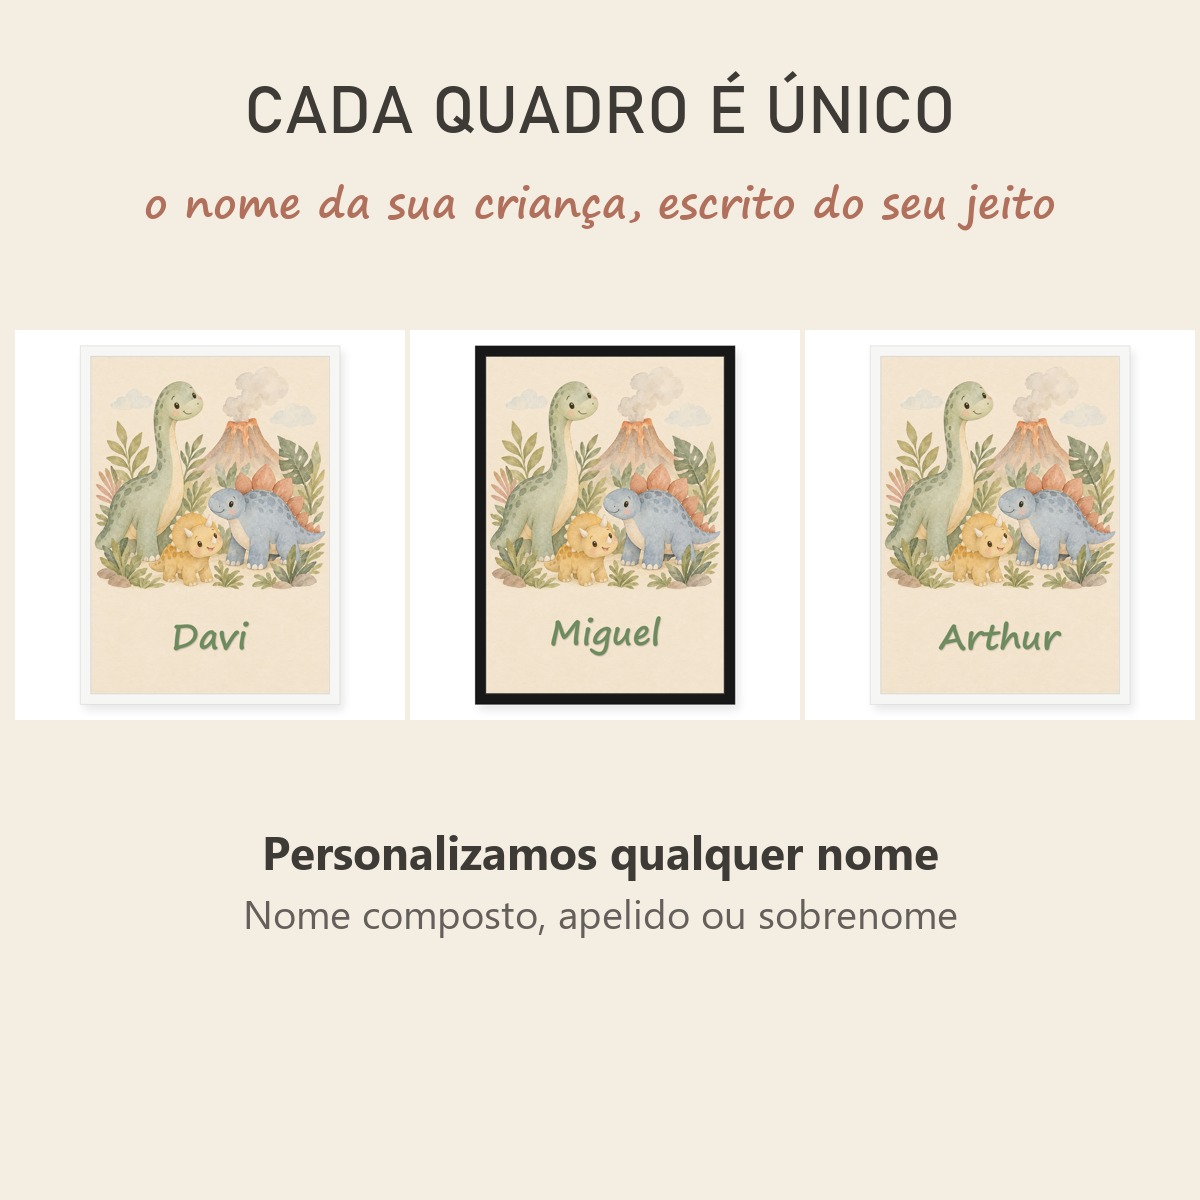 CADA QUADRO É ÚNICO
o nome da sua criança, escrito do seu jeito
Davi
Miguel
Arthur
Personalizamos qualquer nome
Nome composto, apelido ou sobrenome